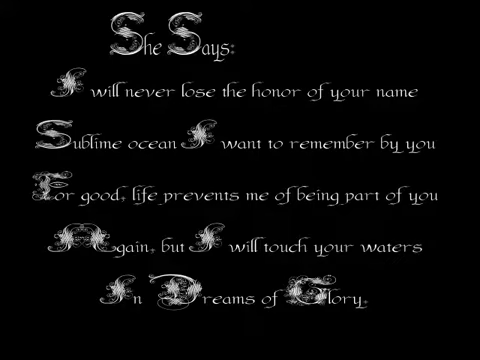 She Says:
I will never lose the honor of your name
Sublime ocean I want to remember by you
For good, life prevents me of being part of you
Again, but I will touch your waters
In Dreams of Glory.